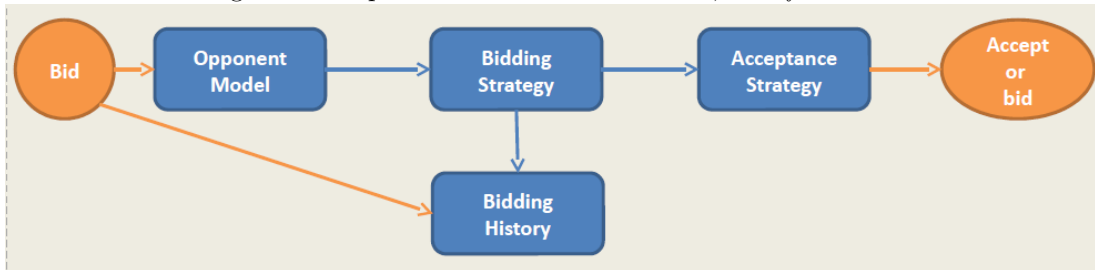 Bid
Opponent
Model
Bidding
Strategy
Acceptance
Strategy
Accept
or
bid
Bidding
History